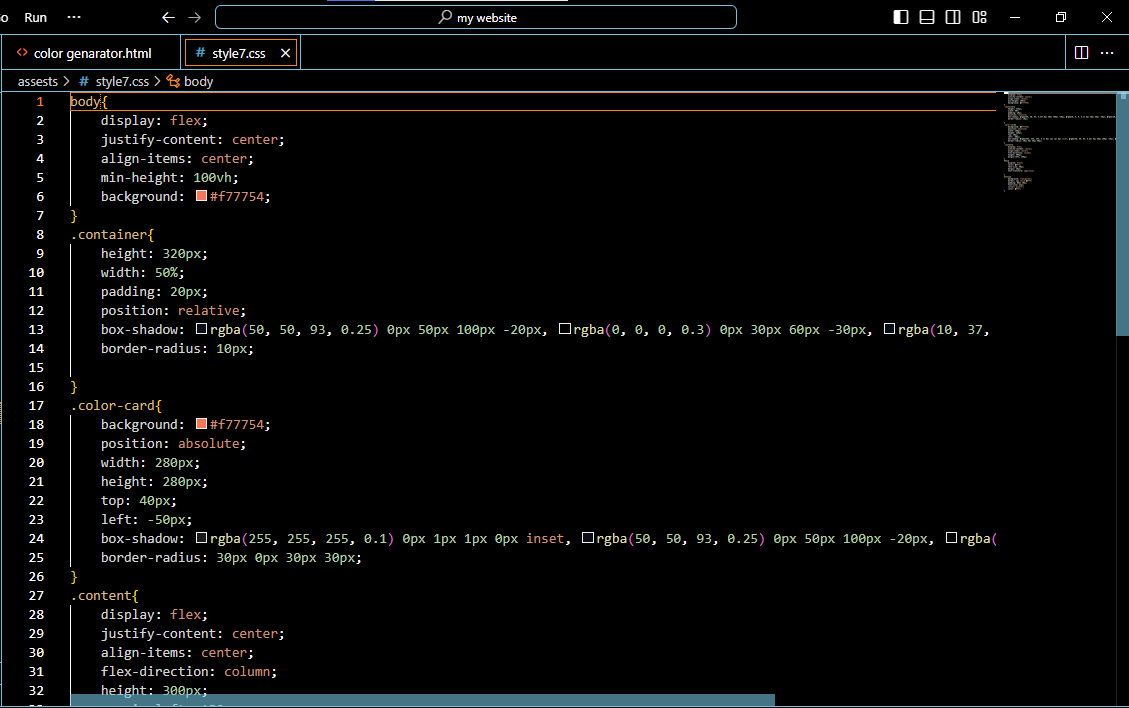 Run ··· ← → my website
<> color genarator.html # style7.css × ···
assests > # style7.css > body
1 body{
2 display: flex;
3 justify-content: center;
4 align-items: center;
5 min-height: 100vh;
6 background: #f77754;
7 }
8 .container{
9 height: 320px;
10 width: 50%;
11 padding: 20px;
12 position: relative;
13 box-shadow: rgba(50, 50, 93, 0.25) 0px 50px 100px -20px, rgba(0, 0, 0, 0.3) 0px 30px 60px -30px, rgba(10, 37,
14 border-radius: 10px;
15
16 }
17 .color-card{
18 background: #f77754;
19 position: absolute;
20 width: 280px;
21 height: 280px;
22 top: 40px;
23 left: -50px;
24 box-shadow: rgba(255, 255, 255, 0.1) 0px 1px 1px 0px inset, rgba(50, 50, 93, 0.25) 0px 50px 100px -20px, rgba(
25 border-radius: 30px 0px 30px 30px;
26 }
27 .content{
28 display: flex;
29 justify-content: center;
30 align-items: center;
31 flex-direction: column;
32 height: 300px;